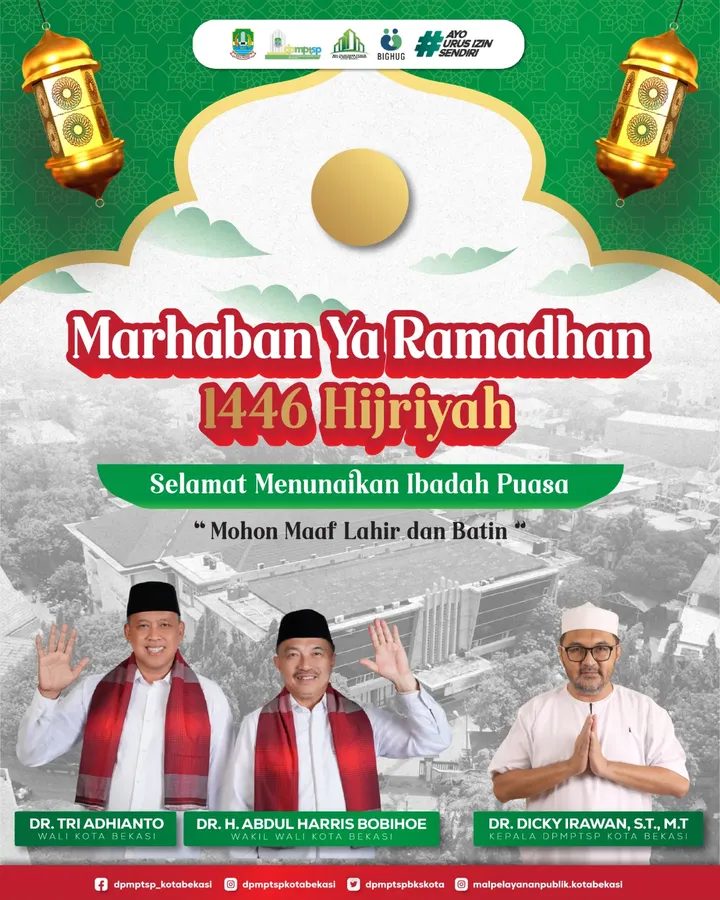 dpmptsp
BIGHUG
#AYO
URUS IZIN
SENDIRI
Marhaban Ya Ramadhan
1446 Hijriyah
Selamat Menunaikan Ibadah Puasa
“ Mohon Maaf Lahir dan Batin ”
DR. TRI ADHIANTO
WALI KOTA BEKASI
DR. H. ABDUL HARRIS BOBIHOE
WAKIL WALI KOTA BEKASI
DR. DICKY IRAWAN, S.T., M.T
KEPALA DPMPTSP KOTA BEKASI
dpmptsp_kotabekasi
dpmptspkotabekasi
dpmptspbkskota
malpelayananpublik.kotabekasi